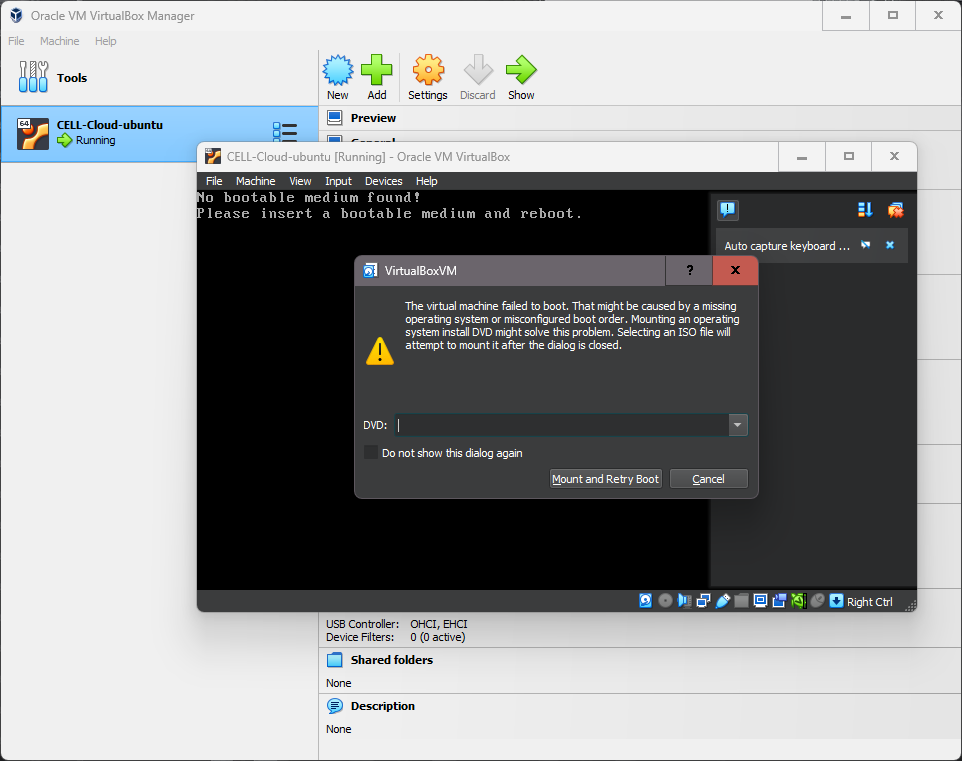 Oracle VM VirtualBox Manager
File Machine Help
Tools
New Add Settings Discard Show
64
CELL-Cloud-ubuntu
Running
Preview
General
CELL-Cloud-ubuntu [Running] - Oracle VM VirtualBox
File Machine View Input Devices Help
No bootable medium found!
Please insert a bootable medium and reboot.
Auto capture keyboard ...
VirtualBoxVM
?
The virtual machine failed to boot. That might be caused by a missing
operating system or misconfigured boot order. Mounting an operating
system install DVD might solve this problem. Selecting an ISO file will
attempt to mount it after the dialog is closed.
DVD:
Do not show this dialog again
Mount and Retry Boot Cancel
Right Ctrl
USB Controller: OHCI, EHCI
Device Filters: 0 (0 active)
Shared folders
None
Description
None